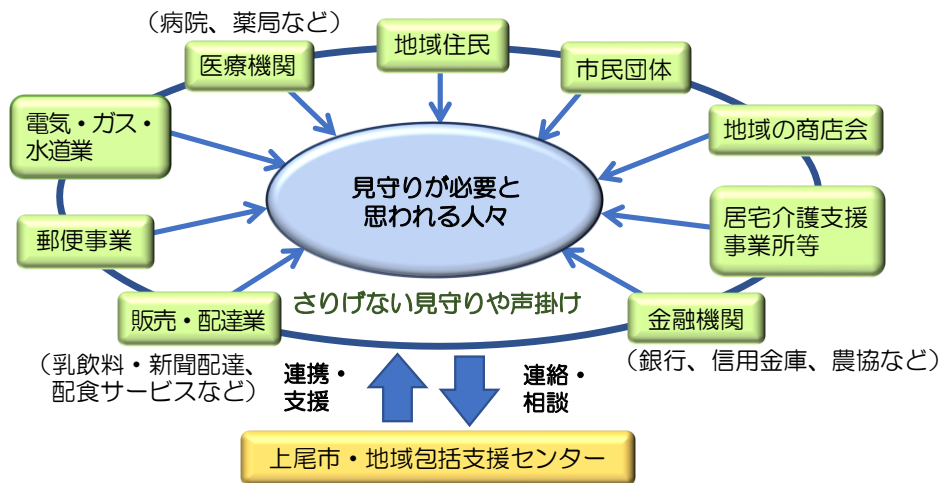 （病院、薬局など）
医療機関
地域住民
市民団体
電気・ガス・
水道業
地域の商店会
見守りが必要と
思われる人々
郵便事業
居宅介護支援
事業所等
さりげない見守りや声掛け
販売・配達業
金融機関
（乳飲料・新聞配達、
配食サービスなど）
（銀行、信用金庫、農協など）
連携・
支援
連絡・
相談
上尾市・地域包括支援センター